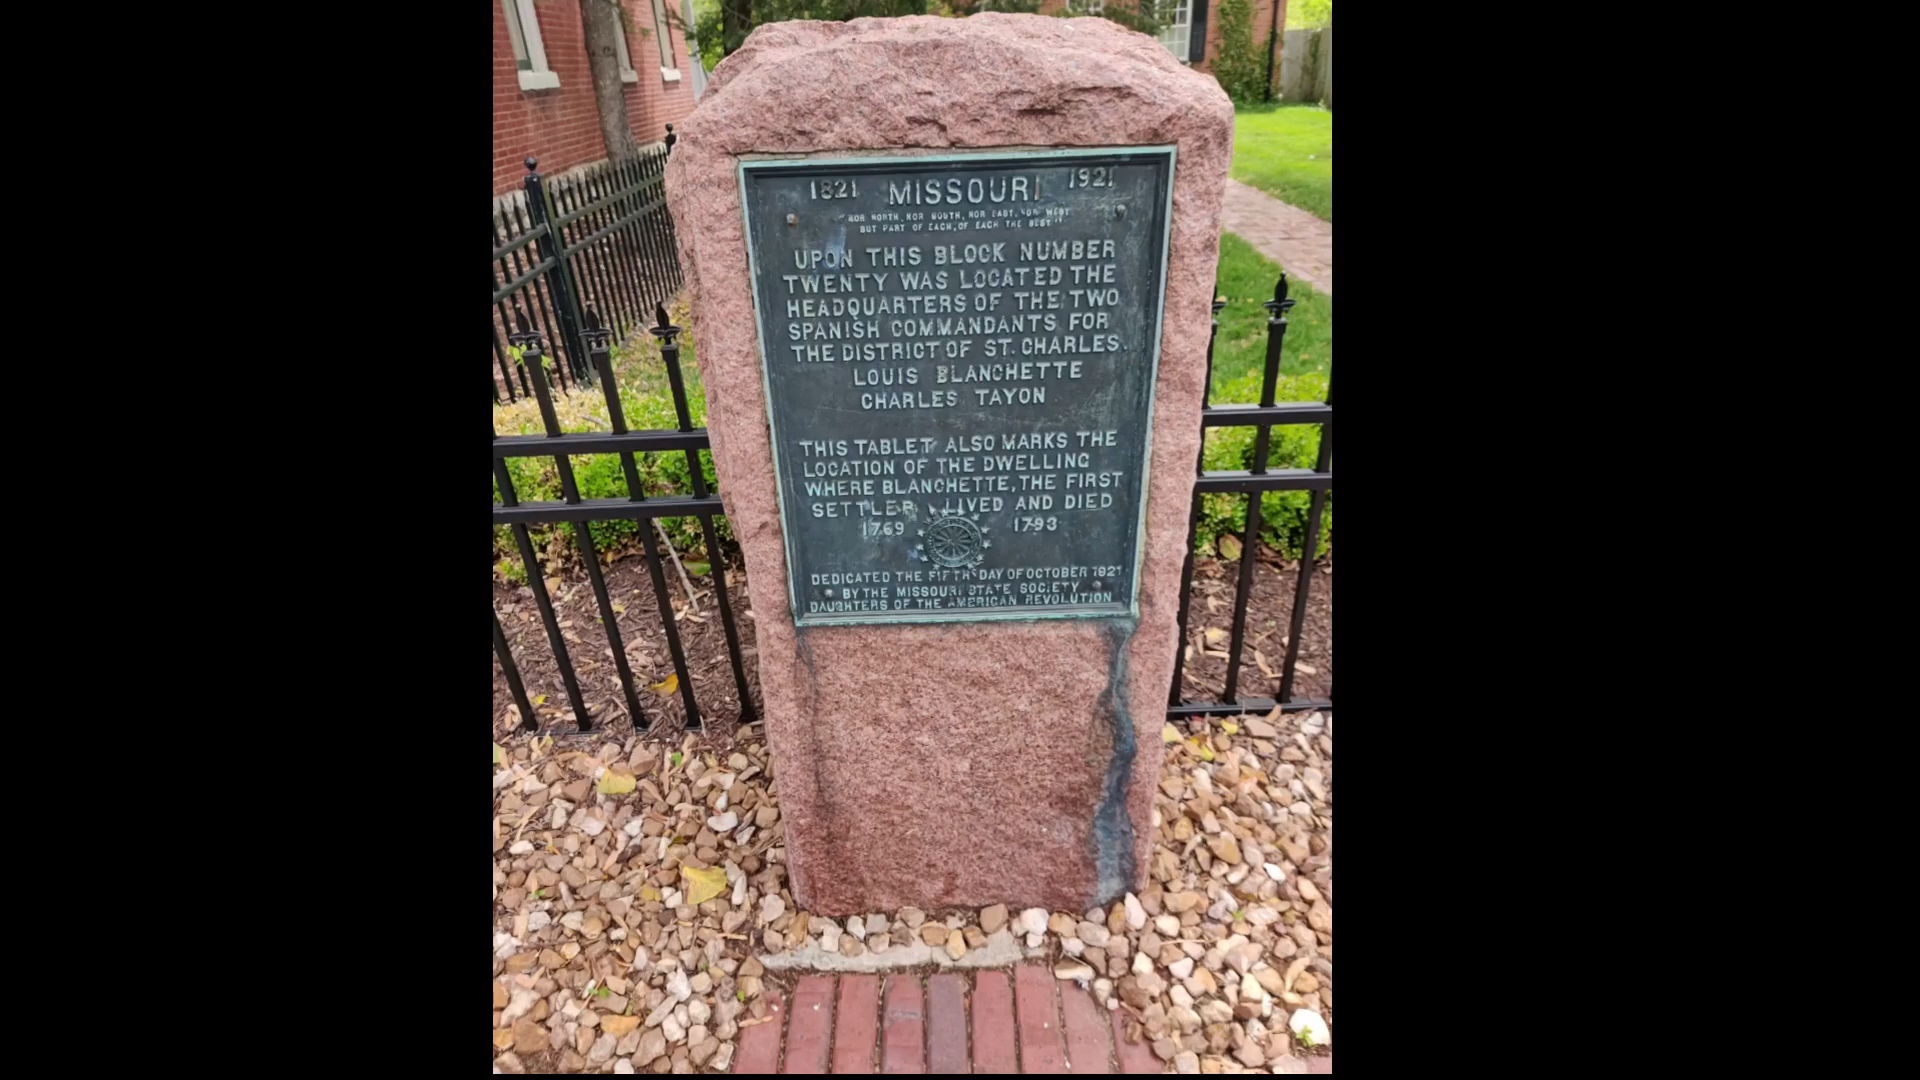 1821 MISSOURI 1921
"NOR NORTH, NOR SOUTH, NOR EAST, NOR WEST
BUT PART OF EACH, OF EACH THE BEST"
UPON THIS BLOCK NUMBER
TWENTY WAS LOCATED THE
HEADQUARTERS OF THE TWO
SPANISH COMMANDANTS FOR
THE DISTRICT OF ST. CHARLES.
LOUIS BLANCHETTE
CHARLES TAYON
THIS TABLET ALSO MARKS THE
LOCATION OF THE DWELLING
WHERE BLANCHETTE, THE FIRST
SETTLER LIVED AND DIED
1769 1793
DEDICATED THE FIFTH DAY OF OCTOBER 1921
BY THE MISSOURI STATE SOCIETY
DAUGHTERS OF THE AMERICAN REVOLUTION